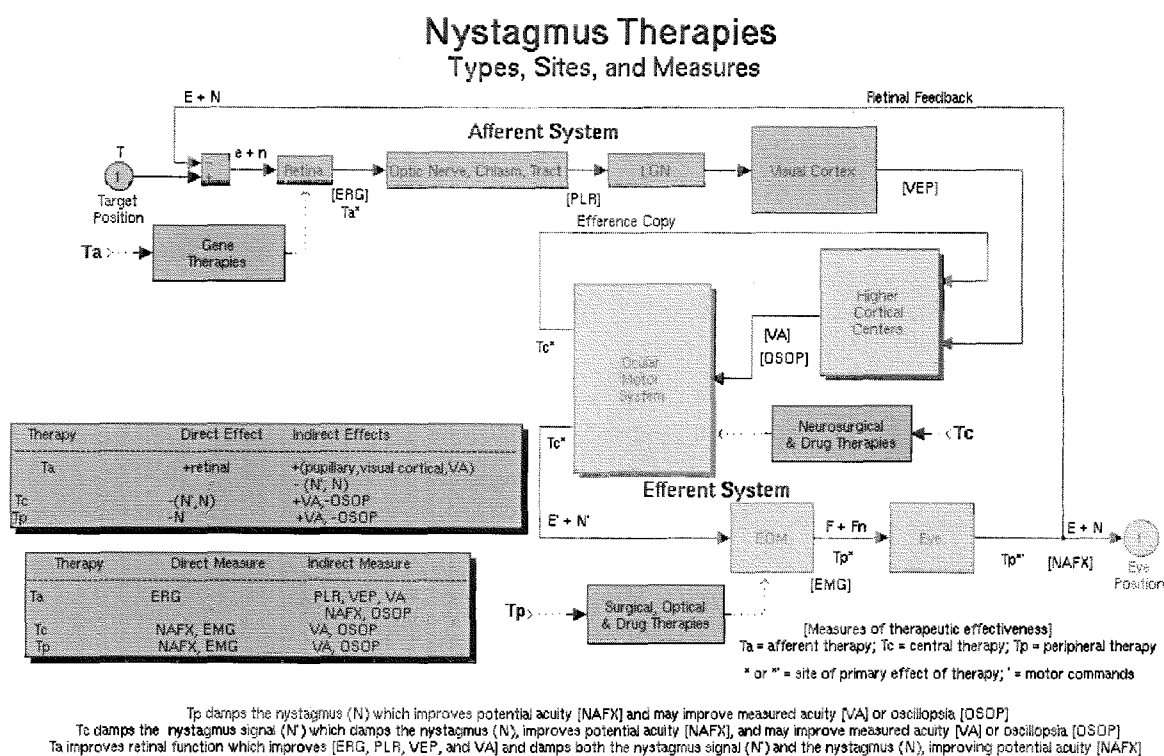 Nystagmus Therapies
Types, Sites, and Measures
E + N
Retinal Feedback
Afferent System
T
e + n
1
Retina
Optic Nerve, Chiasm, Tract
LGN
Visual Cortex
Target
Position
[ERG]
Ta*
[PLR]
[VEP]
Efference Copy
Ta
Gene
Therapies
Higher
Cortical
Centers
[VA]
[OSOP]
Tc*
Ocular
Motor
System
Tc*
Neurosurgical
& Drug Therapies
Tc
Therapy Direct Effect Indirect Effects
Ta +retinal +(pupillary,visual cortical,VA)
- (N', N)
Tc -(N',N) +VA,-OSOP
Tp -N +VA, -OSOP
Efferent System
E' + N'
EOM
F + Fn
Tp*
[EMG]
Eye
Tp*'
E + N
[NAFX]
1
Eye
Position
Therapy Direct Measure Indirect Measure
Ta ERG PLR, VEP, VA
NAFX, OSOP
Tc NAFX, EMG VA, OSOP
Tp NAFX, EMG VA, OSOP
Tp
Surgical, Optical
& Drug Therapies
[Measures of therapeutic effectiveness]
Ta = afferent therapy; Tc = central therapy; Tp = peripheral therapy
* or *' = site of primary effect of therapy; ' = motor commands
Tp damps the nystagmus (N) which improves potential acuity [NAFX] and may improve measured acuity [VA] or oscillopsia [OSOP]
Tc damps the nystagmus signal (N') which damps the nystagmus (N), improves potential acuity [NAFX], and may improve measured acuity [VA] or oscillopsia [OSOP]
Ta improves retinal function which improves [ERG, PLR, VEP, and VA] and damps both the nystagmus signal (N') and the nystagmus (N), improving potential acuity [NAFX]